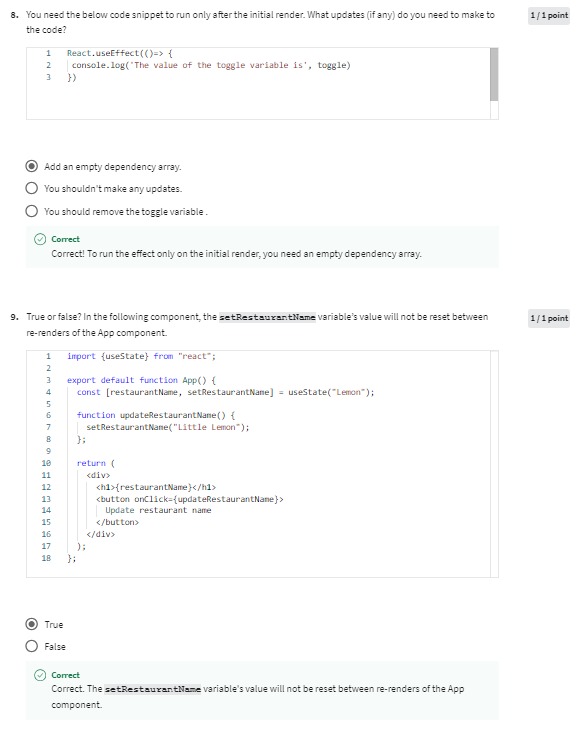 8. You need the below code snippet to run only after the initial render. What updates (if any) do you need to make to
the code?
1 / 1 point
1 React.useEffect(()=> {
2 console.log('The value of the toggle variable is', toggle)
3 })
Add an empty dependency array.
You shouldn't make any updates.
You should remove the toggle variable .
Correct
Correct! To run the effect only on the initial render, you need an empty dependency array.
9. True or false? In the following component, the setRestaurantName variable's value will not be reset between
re-renders of the App component.
1 / 1 point
1 import {useState} from "react";
2
3 export default function App() {
4 const [restaurantName, setRestaurantName] = useState("Lemon");
5
6 function updateRestaurantName() {
7 setRestaurantName("Little Lemon");
8 };
9
10 return (
11 <div>
12 <h1>{restaurantName}</h1>
13 <button onClick={updateRestaurantName}>
14 Update restaurant name
15 </button>
16 </div>
17 );
18 };
True
False
Correct
Correct. The setRestaurantName variable's value will not be reset between re-renders of the App
component.